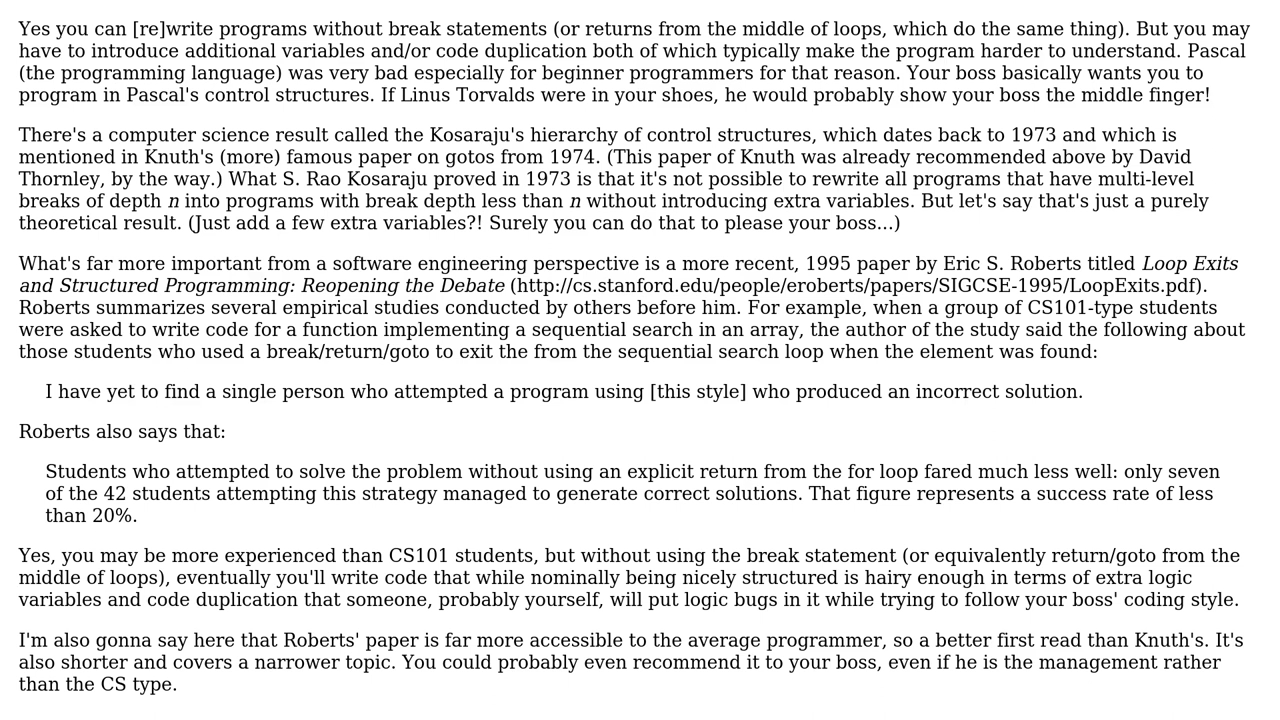 Yes you can [re]write programs without break statements (or returns from the middle of loops, which do the same thing). But you may
have to introduce additional variables and/or code duplication both of which typically make the program harder to understand. Pascal
(the programming language) was very bad especially for beginner programmers for that reason. Your boss basically wants you to
program in Pascal's control structures. If Linus Torvalds were in your shoes, he would probably show your boss the middle finger!
There's a computer science result called the Kosaraju's hierarchy of control structures, which dates back to 1973 and which is
mentioned in Knuth's (more) famous paper on gotos from 1974. (This paper of Knuth was already recommended above by David
Thornley, by the way.) What S. Rao Kosaraju proved in 1973 is that it's not possible to rewrite all programs that have multi-level
breaks of depth n into programs with break depth less than n without introducing extra variables. But let's say that's just a purely
theoretical result. (Just add a few extra variables?! Surely you can do that to please your boss...)
What's far more important from a software engineering perspective is a more recent, 1995 paper by Eric S. Roberts titled Loop Exits
and Structured Programming: Reopening the Debate (http://cs.stanford.edu/people/eroberts/papers/SIGCSE-1995/LoopExits.pdf).
Roberts summarizes several empirical studies conducted by others before him. For example, when a group of CS101-type students
were asked to write code for a function implementing a sequential search in an array, the author of the study said the following about
those students who used a break/return/goto to exit the from the sequential search loop when the element was found:
I have yet to find a single person who attempted a program using [this style] who produced an incorrect solution.
Roberts also says that:
Students who attempted to solve the problem without using an explicit return from the for loop fared much less well: only seven
of the 42 students attempting this strategy managed to generate correct solutions. That figure represents a success rate of less
than 20%.
Yes, you may be more experienced than CS101 students, but without using the break statement (or equivalently return/goto from the
middle of loops), eventually you'll write code that while nominally being nicely structured is hairy enough in terms of extra logic
variables and code duplication that someone, probably yourself, will put logic bugs in it while trying to follow your boss' coding style.
I'm also gonna say here that Roberts' paper is far more accessible to the average programmer, so a better first read than Knuth's. It's
also shorter and covers a narrower topic. You could probably even recommend it to your boss, even if he is the management rather
than the CS type.